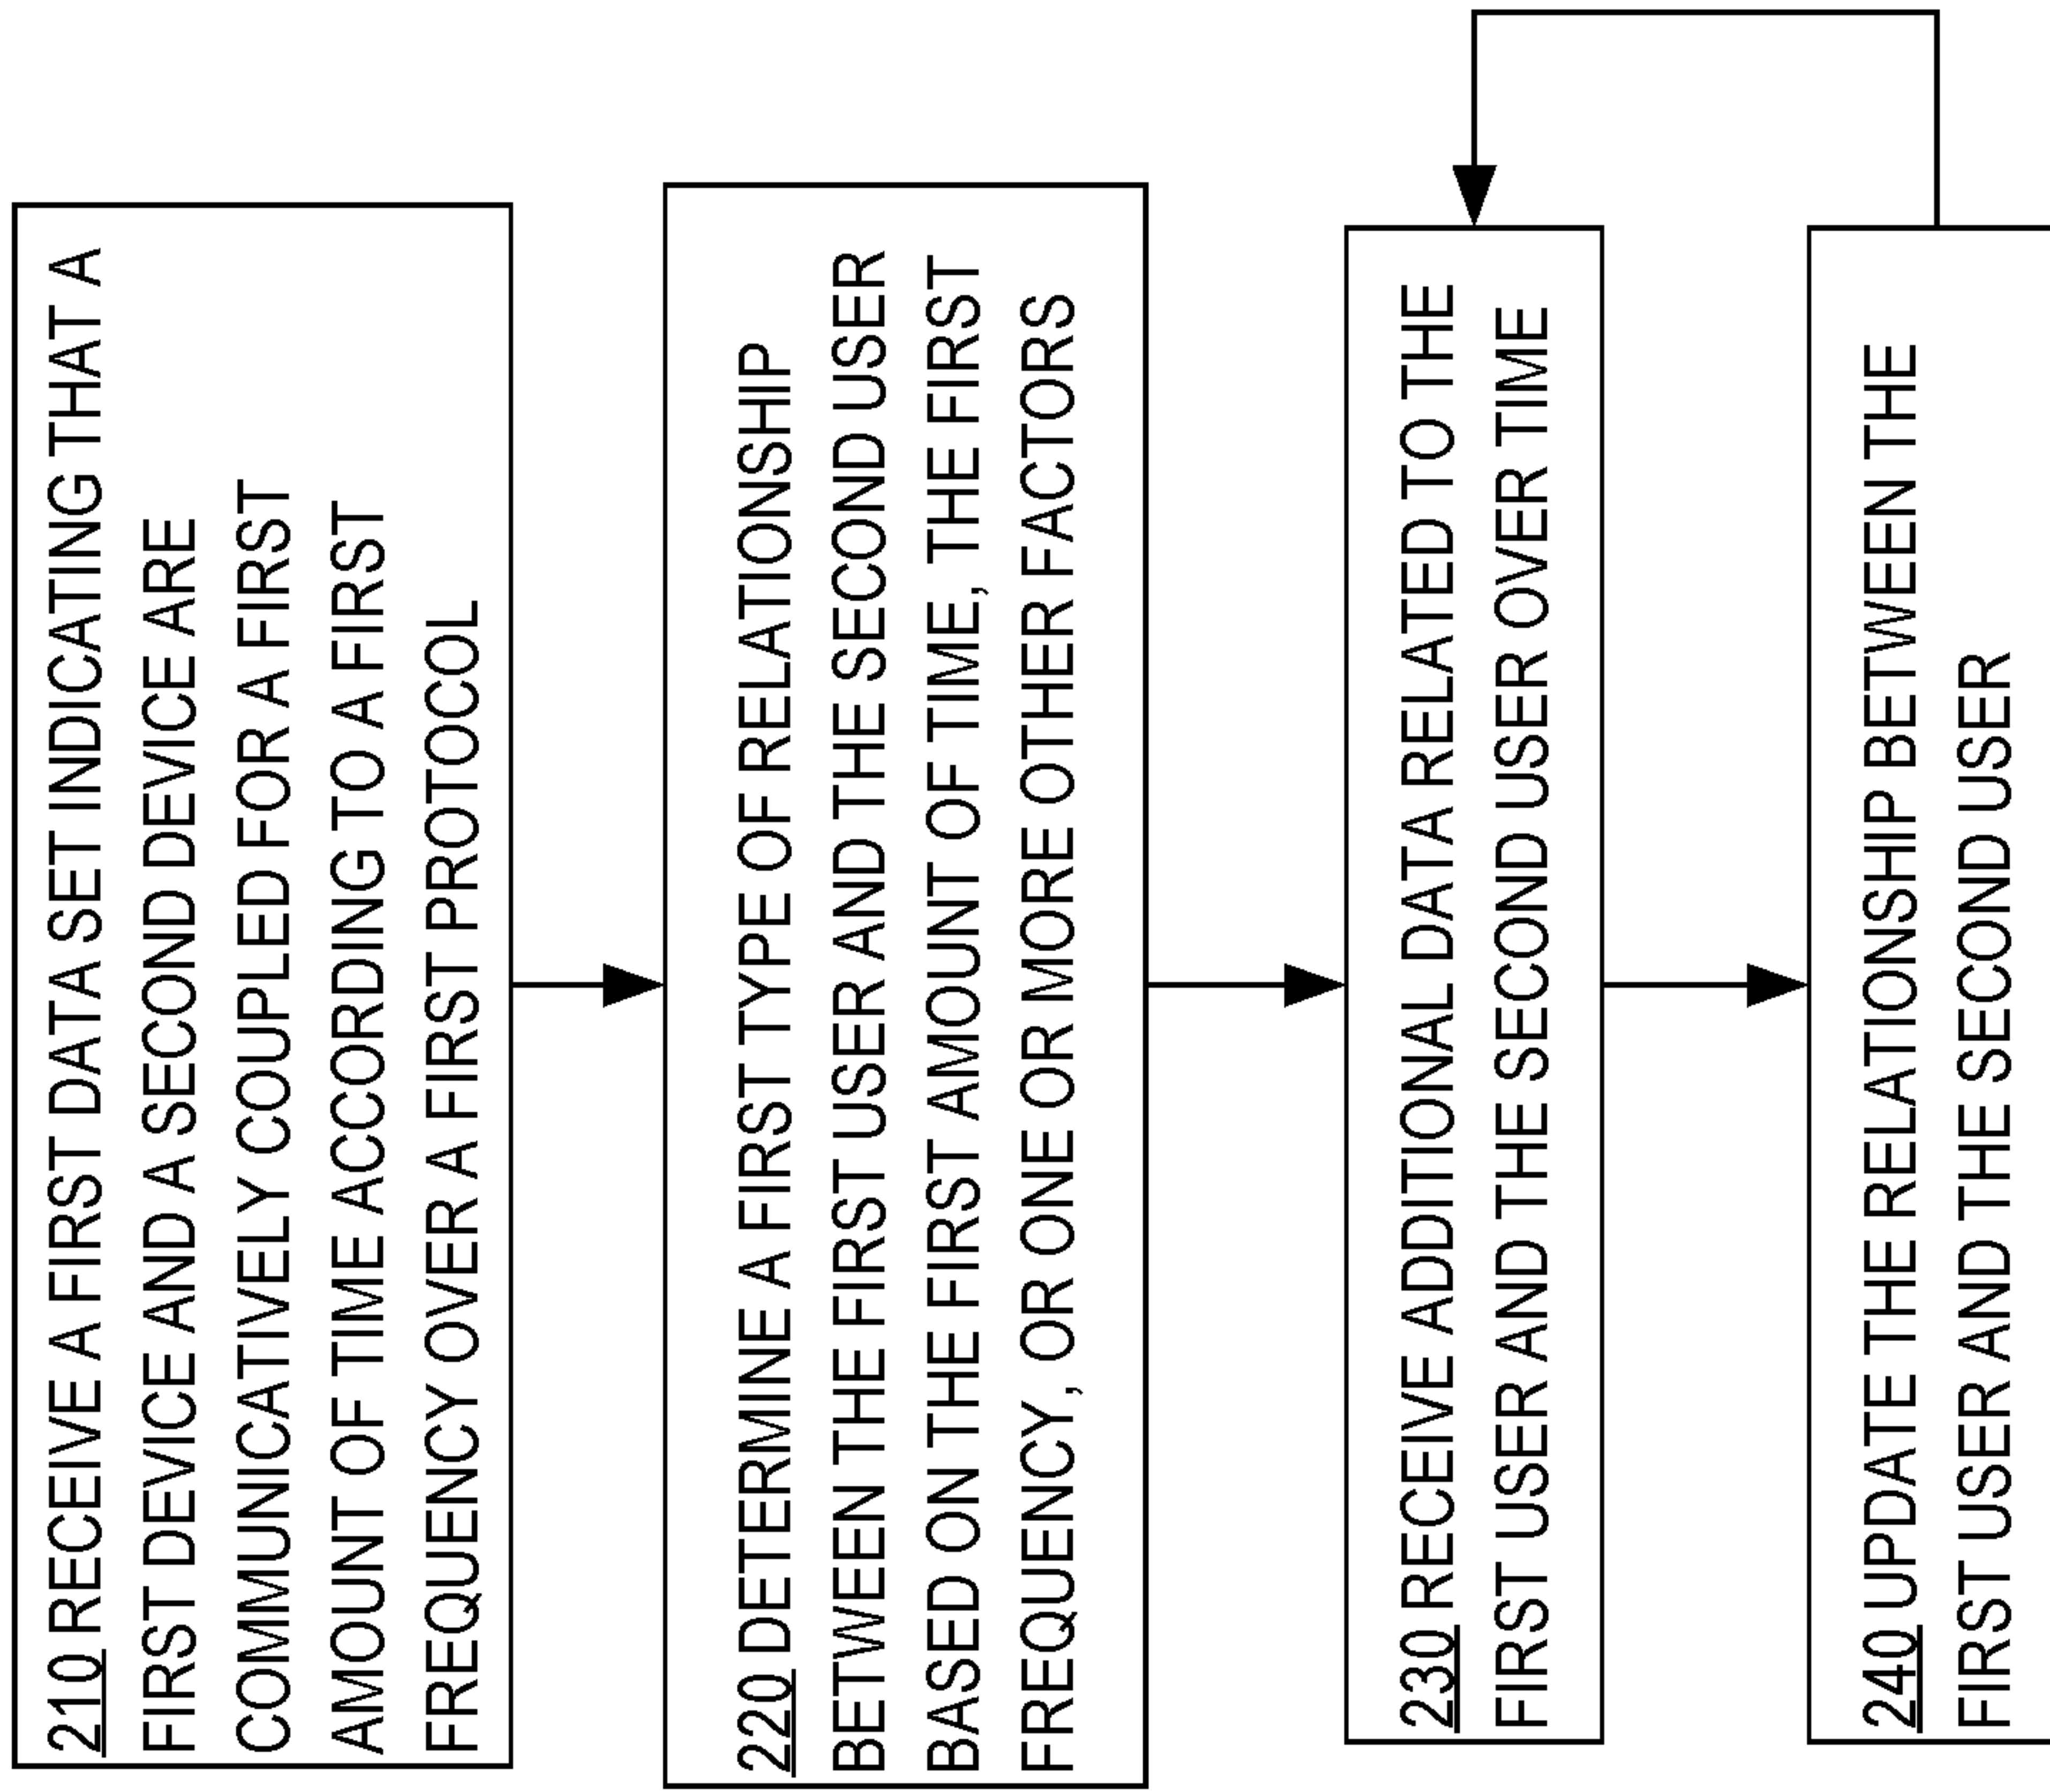 210 RECEIVE A FIRST DATA SET INDICATING THAT A
FIRST DEVICE AND A SECOND DEVICE ARE
COMMUNICATIVELY COUPLED FOR A FIRST
AMOUNT OF TIME ACCORDING TO A FIRST
FREQUENCY OVER A FIRST PROTOCOL
220 DETERMINE A FIRST TYPE OF RELATIONSHIP
BETWEEN THE FIRST USER AND THE SECOND USER
BASED ON THE FIRST AMOUNT OF TIME, THE FIRST
FREQUENCY, OR ONE OR MORE OTHER FACTORS
230 RECEIVE ADDITIONAL DATA RELATED TO THE
FIRST USER AND THE SECOND USER OVER TIME
240 UPDATE THE RELATIONSHIP BETWEEN THE
FIRST USER AND THE SECOND USER